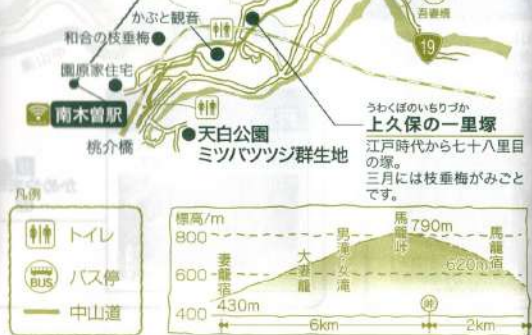 吾妻橋
かぶと観音
和合の枝垂梅
19
園原家住宅
南木曽駅
桃介橋
天白公園
ミツバツツジ群生地
うわくぼのいちりづか
上久保の一里塚
江戸時代から七十八里目
の塚。
三月には枝垂梅がみごと
です。
凡例
トイレ
BUS バス停
中山道
標高/m
800
600
400
妻籠宿
430m
大妻籠
男滝・女滝
馬籠峠
790m
馬籠宿
620m
峠
6km
2km